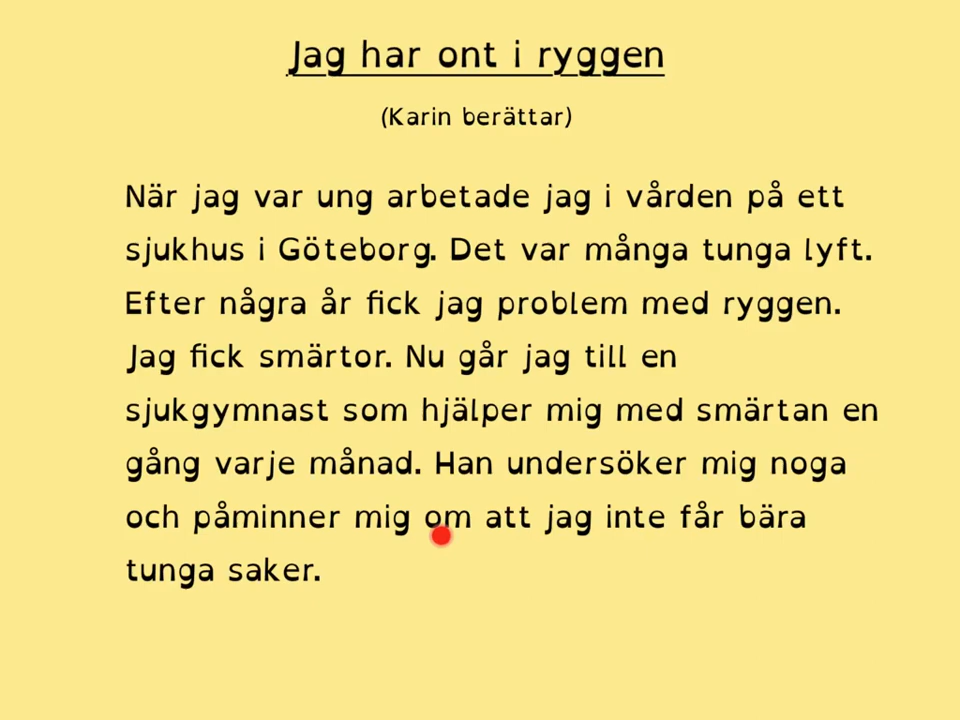 Jag har ont i ryggen
(Karin berättar)
När jag var ung arbetade jag i vården på ett
sjukhus i Göteborg. Det var många tunga lyft.
Efter några år fick jag problem med ryggen.
Jag fick smärtor. Nu går jag till en
sjukgymnast som hjälper mig med smärtan en
gång varje månad. Han undersöker mig noga
och påminner mig om att jag inte får bära
tunga saker.